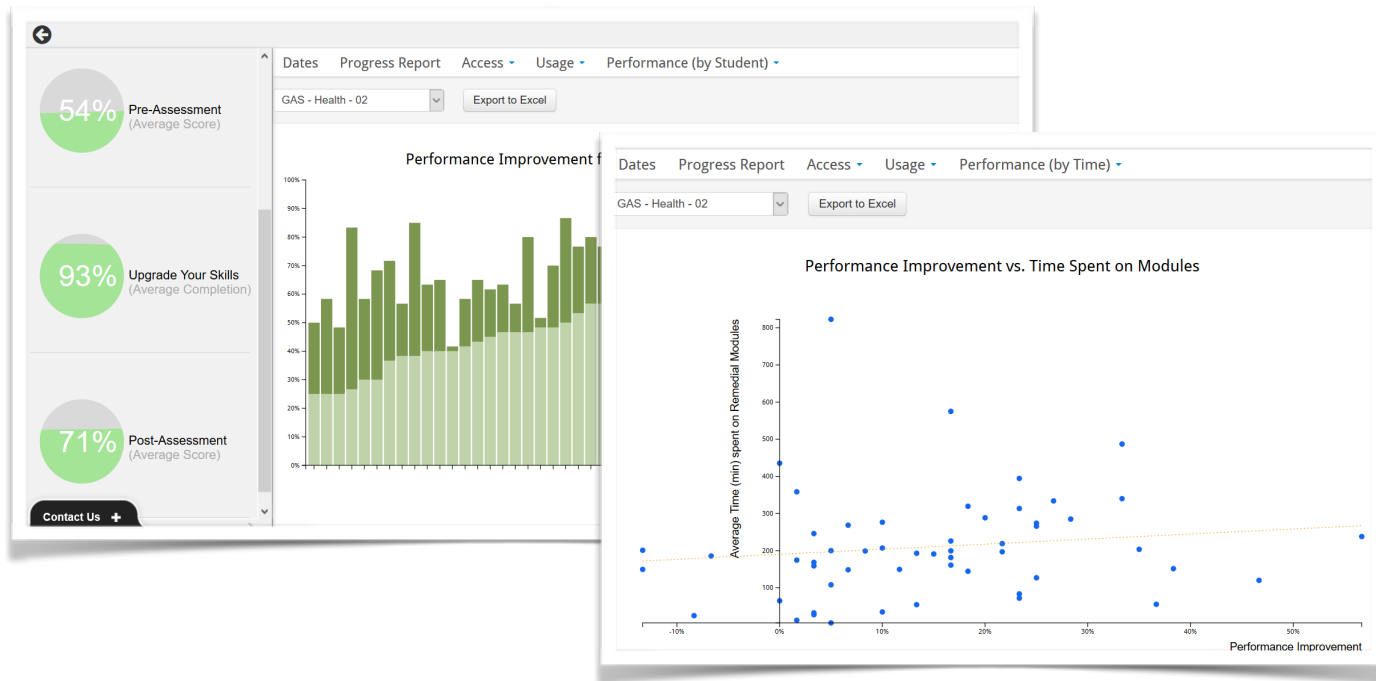 54%
Pre-Assessment
(Average Score)
93%
Upgrade Your Skills
(Average Completion)
71%
Post-Assessment
(Average Score)
Contact Us +
Dates Progress Report Access Usage Performance (by Student)
GAS - Health - 02 Export to Excel
Performance Improvement f
100%
90%
80%
70%
60%
50%
40%
30%
20%
10%
0%
Dates Progress Report Access Usage Performance (by Time)
GAS - Health - 02 Export to Excel
Performance Improvement vs. Time Spent on Modules
Average Time (min) spent on Remedial Modules
800
700
600
500
400
300
200
100
-10% 0% 10% 20% 30% 40% 50%
Performance Improvement